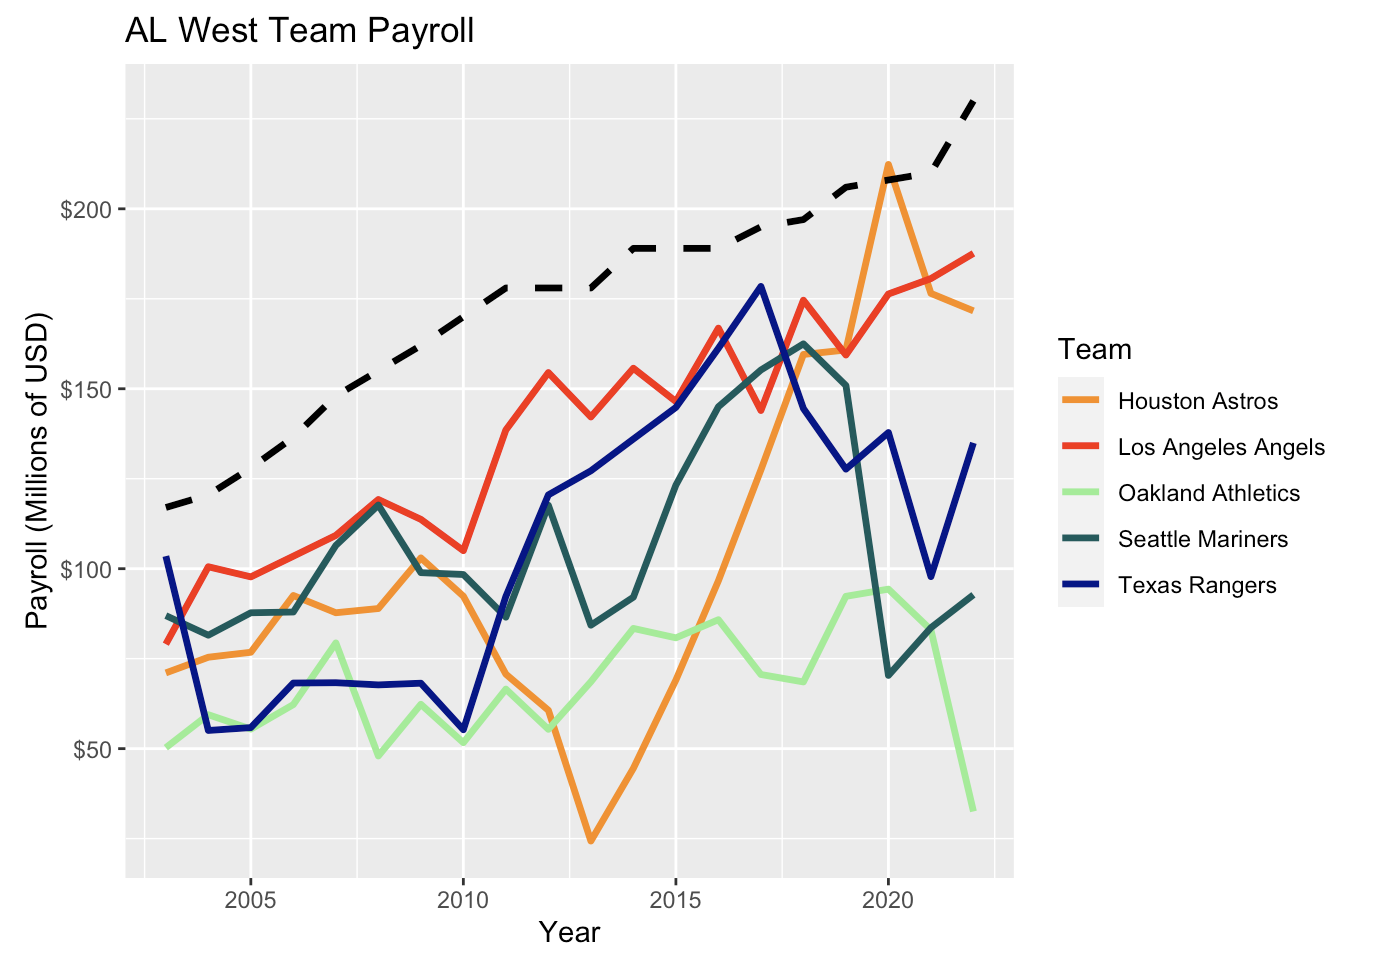 AL West Team Payroll
Payroll (Millions of USD)
$200
$150
$100
$50
2005
2010
2015
2020
Year
Team
Houston Astros
Los Angeles Angels
Oakland Athletics
Seattle Mariners
Texas Rangers